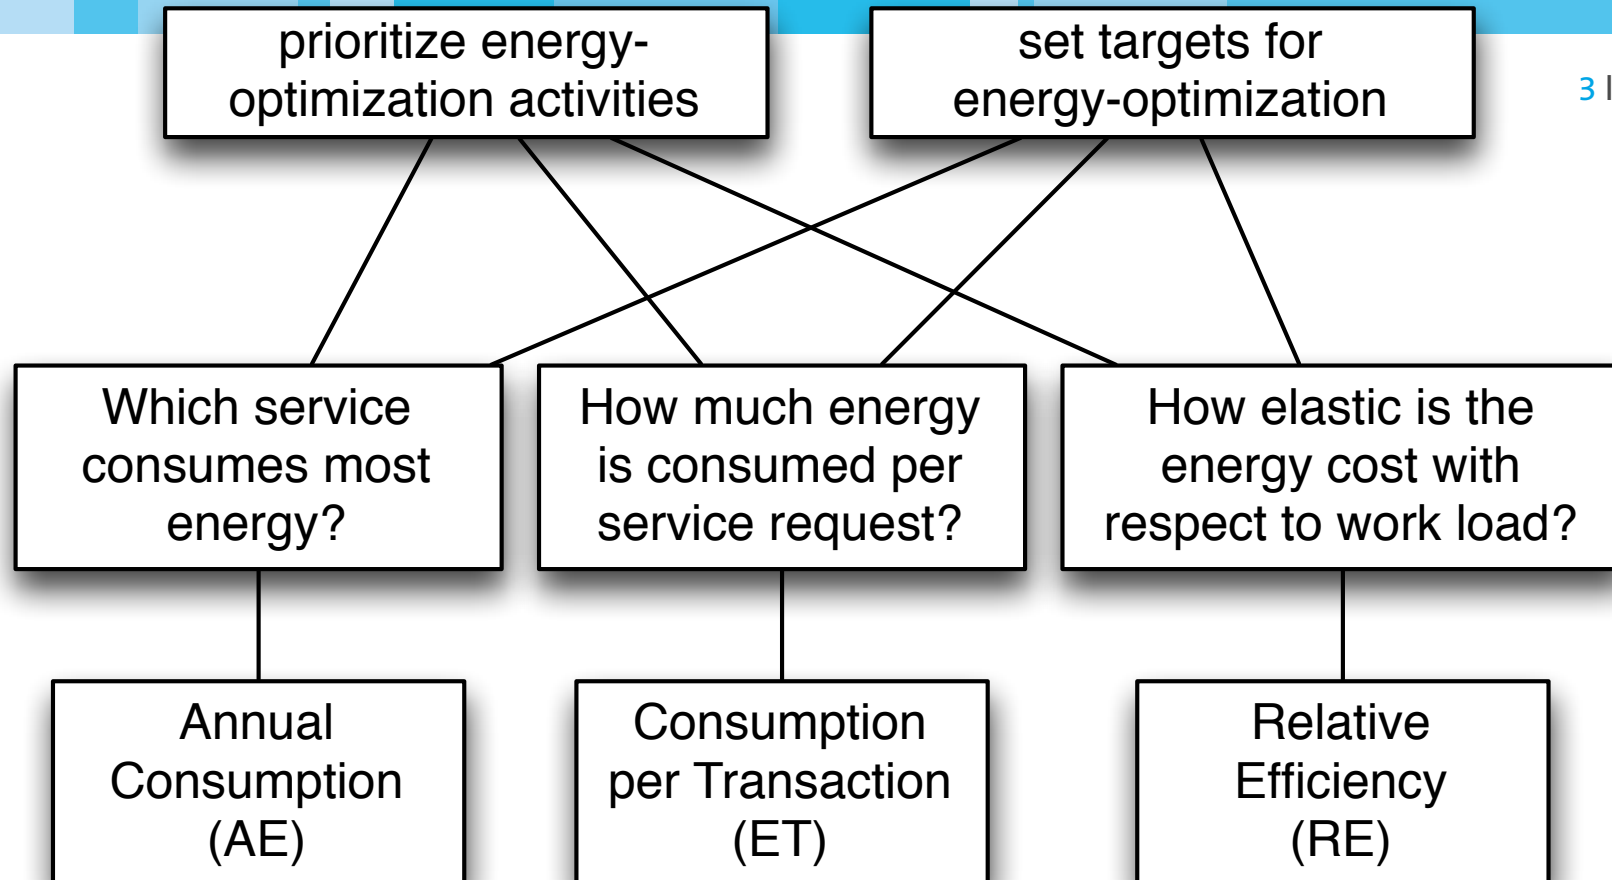 prioritize energy-
optimization activities
set targets for
energy-optimization
3 |
Which service
consumes most
energy?
How much energy
is consumed per
service request?
How elastic is the
energy cost with
respect to work load?
Annual
Consumption
(AE)
Consumption
per Transaction
(ET)
Relative
Efficiency
(RE)